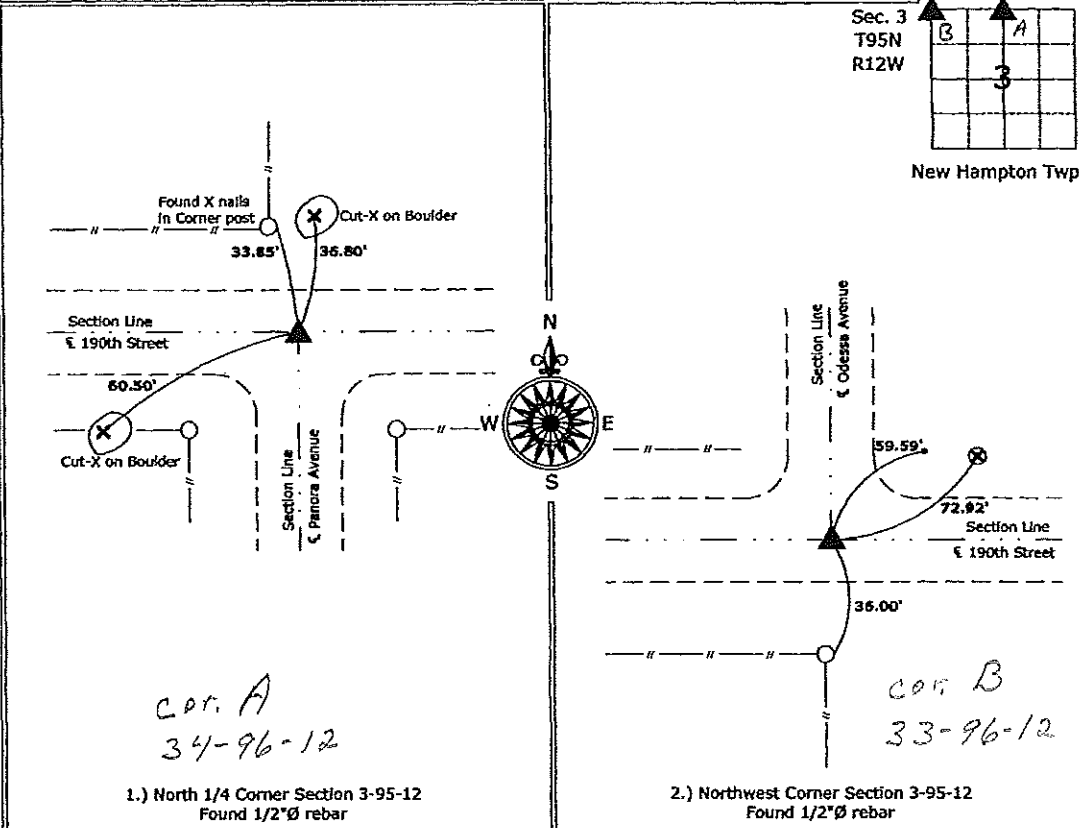 Sec. 3
T95N
R12W
B
A
3
New Hampton Twp
Found X nails
in Corner post
Cut-X on Boulder
33.85'
36.80'
Section Line
℄ 190th Street
60.50'
Cut-X on Boulder
Section Line
℄ Panora Avenue
N
W
E
S
Section Line
℄ Odessa Avenue
59.59'
72.92'
Section Line
℄ 190th Street
36.00'
cor. A
34-96-12
cor. B
33-96-12
1.) North 1/4 Corner Section 3-95-12
Found 1/2"Ø rebar
2.) Northwest Corner Section 3-95-12
Found 1/2"Ø rebar